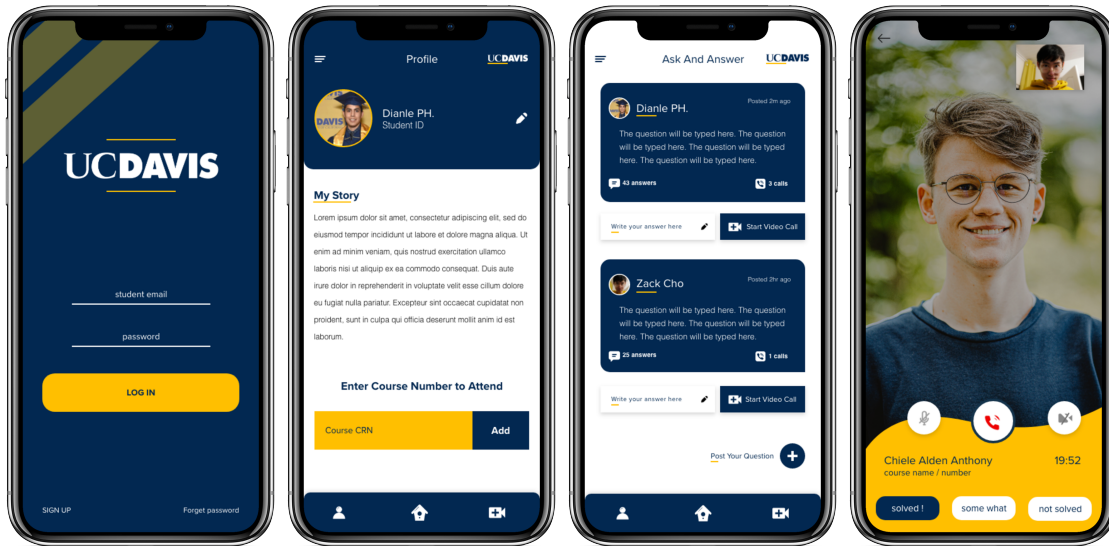 UCDAVIS
student email
password
LOG IN
SIGN UP
Forget password
Profile
UCDAVIS
DAVIS
Dianle PH.
Student ID
My Story
Lorem ipsum dolor sit amet, consectetur adipiscing elit, sed do
eiusmod tempor incididunt ut labore et dolore magna aliqua. Ut
enim ad minim veniam, quis nostrud exercitation ullamco
laboris nisi ut aliquip ex ea commodo consequat. Duis aute
irure dolor in reprehenderit in voluptate velit esse cillum dolore
eu fugiat nulla pariatur. Excepteur sint occaecat cupidatat non
proident, sunt in culpa qui officia deserunt mollit anim id est
laborum.
Enter Course Number to Attend
Course CRN
Add
Ask And Answer
UCDAVIS
Dianle PH.
Posted 2m ago
The question will be typed here. The question
will be typed here. The question will be typed
here. The question will be typed here.
43 answers
3 calls
Write your answer here
Start Video Call
Zack Cho
Posted 2hr ago
The question will be typed here. The question
will be typed here. The question will be typed
here. The question will be typed here.
25 answers
1 calls
Write your answer here
Start Video Call
Post Your Question
Chiele Alden Anthony
19:52
course name / number
solved !
some what
not solved